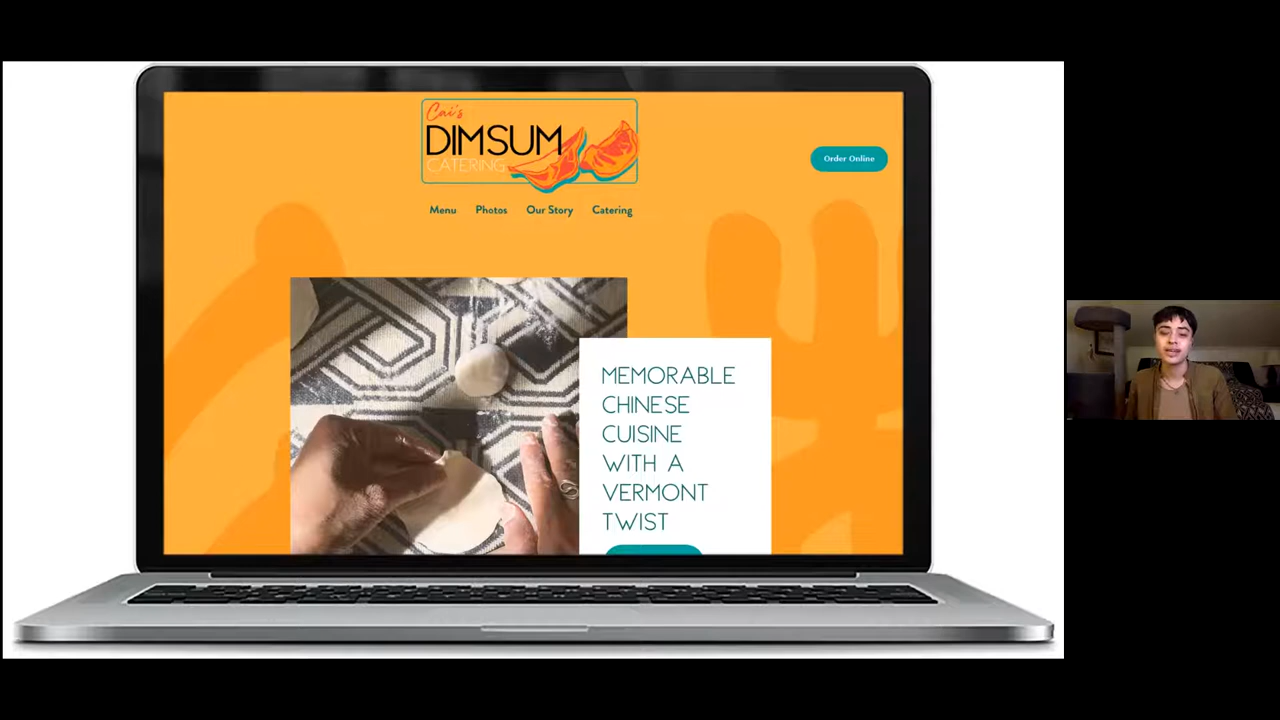 Cai's
DIMSUM
CATERING
Order Online
Menu Photos Our Story Catering
MEMORABLE
CHINESE
CUISINE
WITH A
VERMONT
TWIST